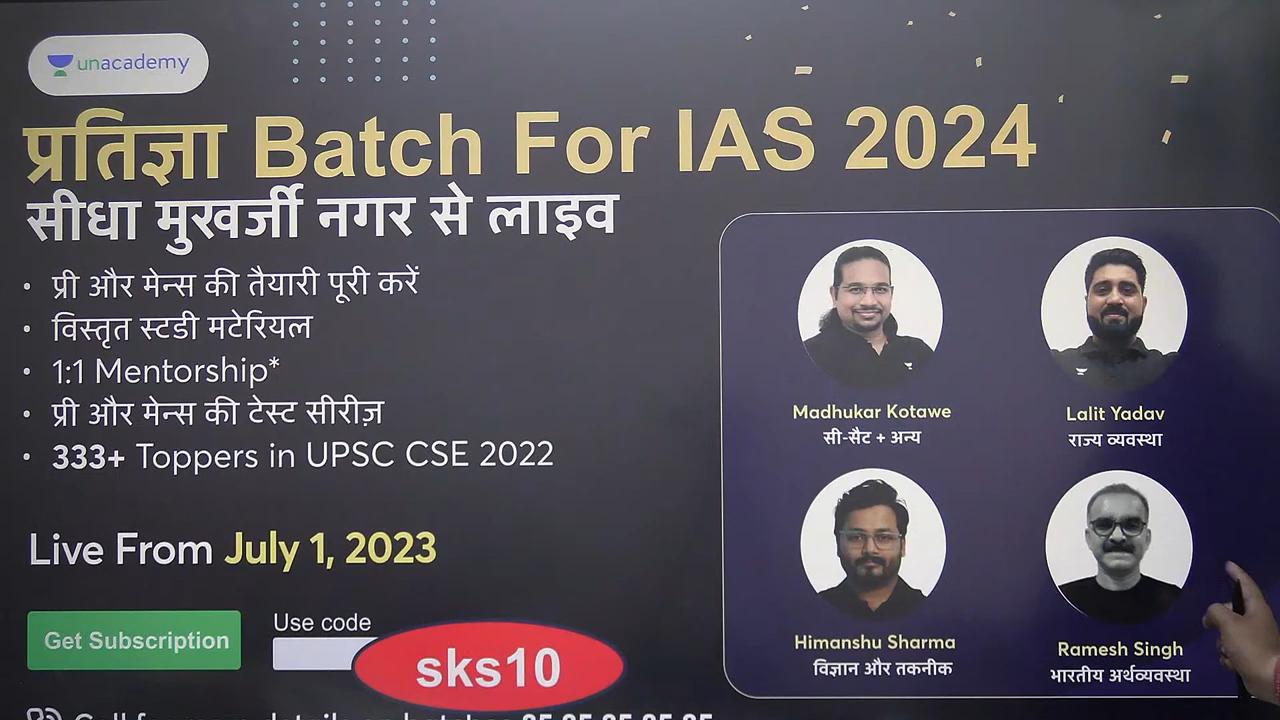 unacademy
प्रतिज्ञा Batch For IAS 2024
सीधा मुखर्जी नगर से लाइव
• प्री और मेन्स की तैयारी पूरी करें
• विस्तृत स्टडी मटेरियल
• 1:1 Mentorship*
• प्री और मेन्स की टेस्ट सीरीज़
• 333+ Toppers in UPSC CSE 2022
Live From July 1, 2023
Get Subscription
Use code
sks10
Madhukar Kotawe
सी-सैट + अन्य
Lalit Yadav
राज्य व्यवस्था
Himanshu Sharma
विज्ञान और तकनीक
Ramesh Singh
भारतीय अर्थव्यवस्था